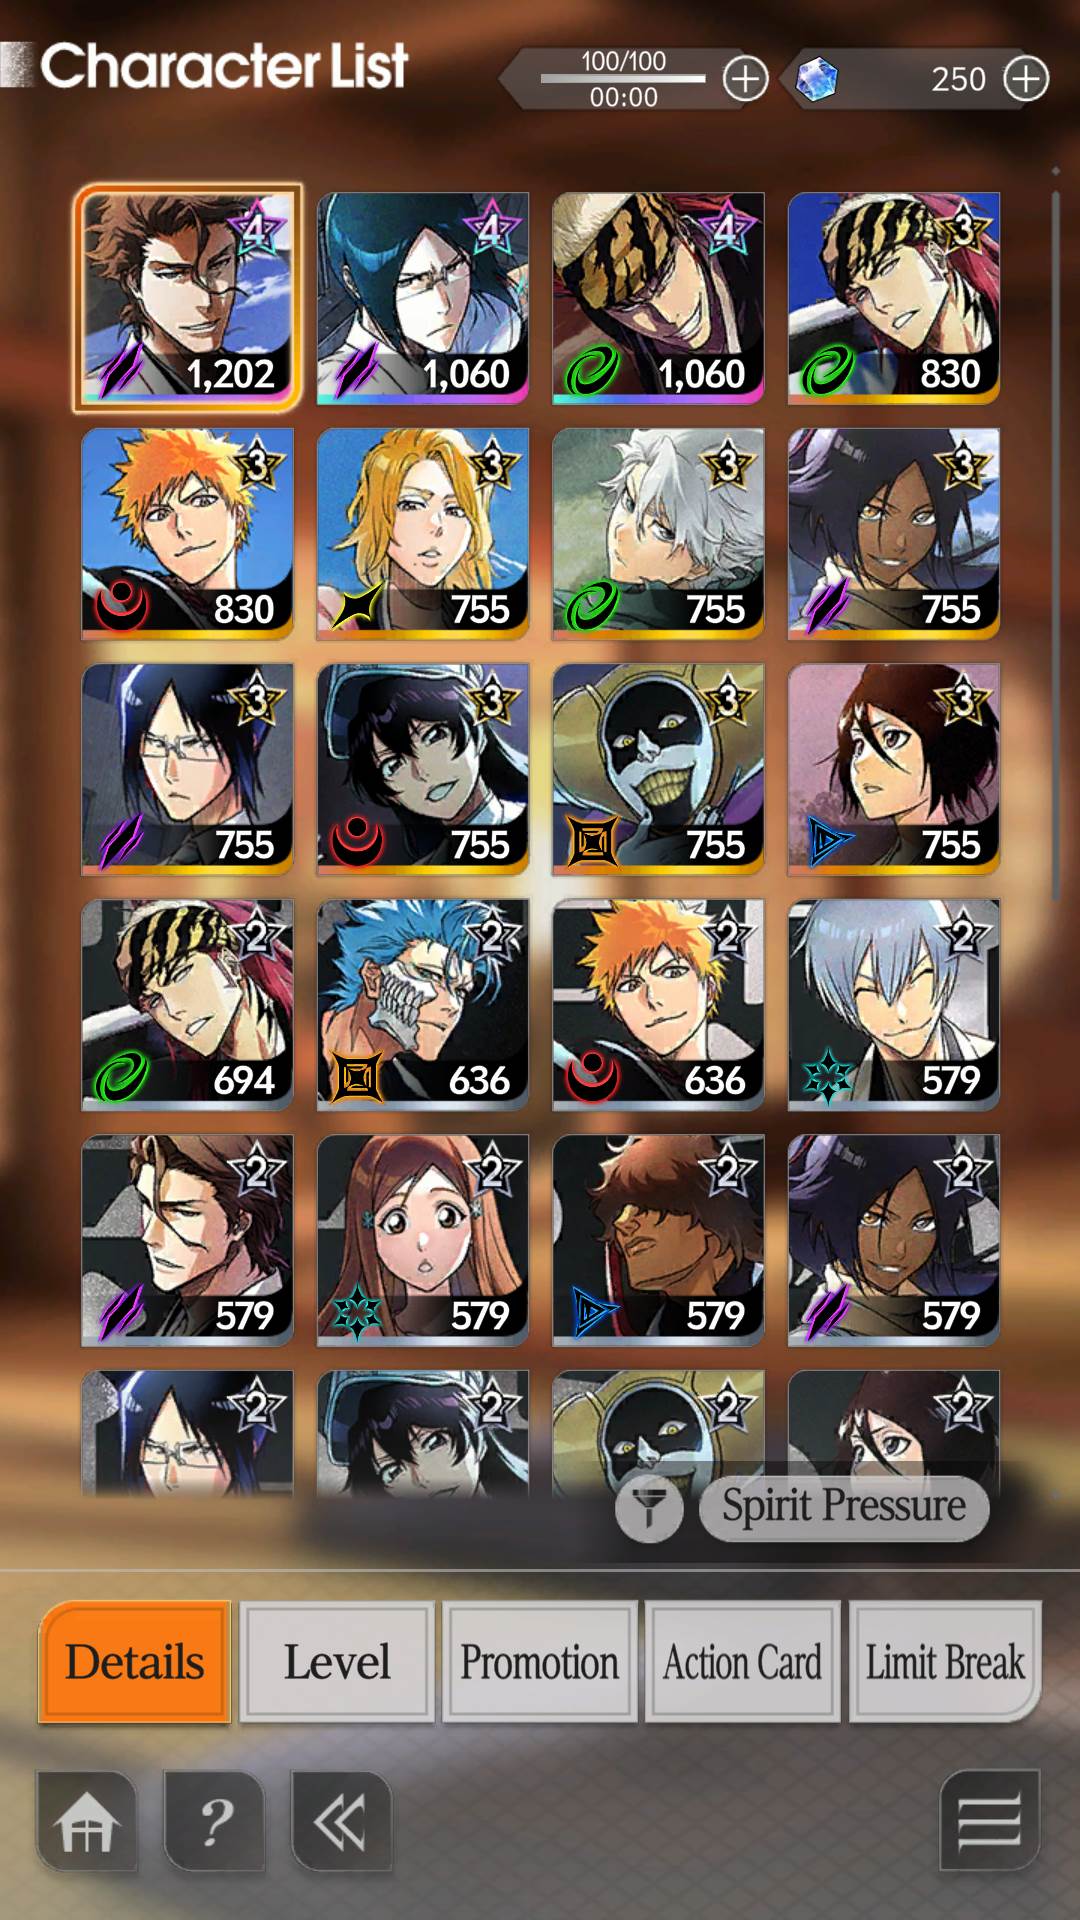 Character List
100/100
00:00
250
4 4 4 3
1,202 1,060 1,060 830
3 3 3 3
830 755 755 755
3 3 3 3
755 755 755 755
2 2 2 2
694 636 636 579
2 2 2 2
579 579 579 579
2 2 2 2
Spirit Pressure
Details Level Promotion Action Card Limit Break
?